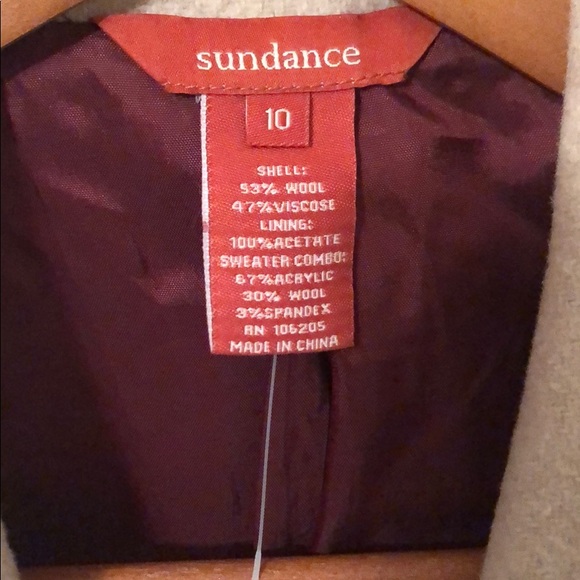 sundance
10
SHELL:
53% WOOL
47%VISCOSE
LINING:
100%ACETATE
SWEATER COMBO:
67%ACRYLIC
30% WOOL
3%SPANDEX
RN 106205
MADE IN CHINA